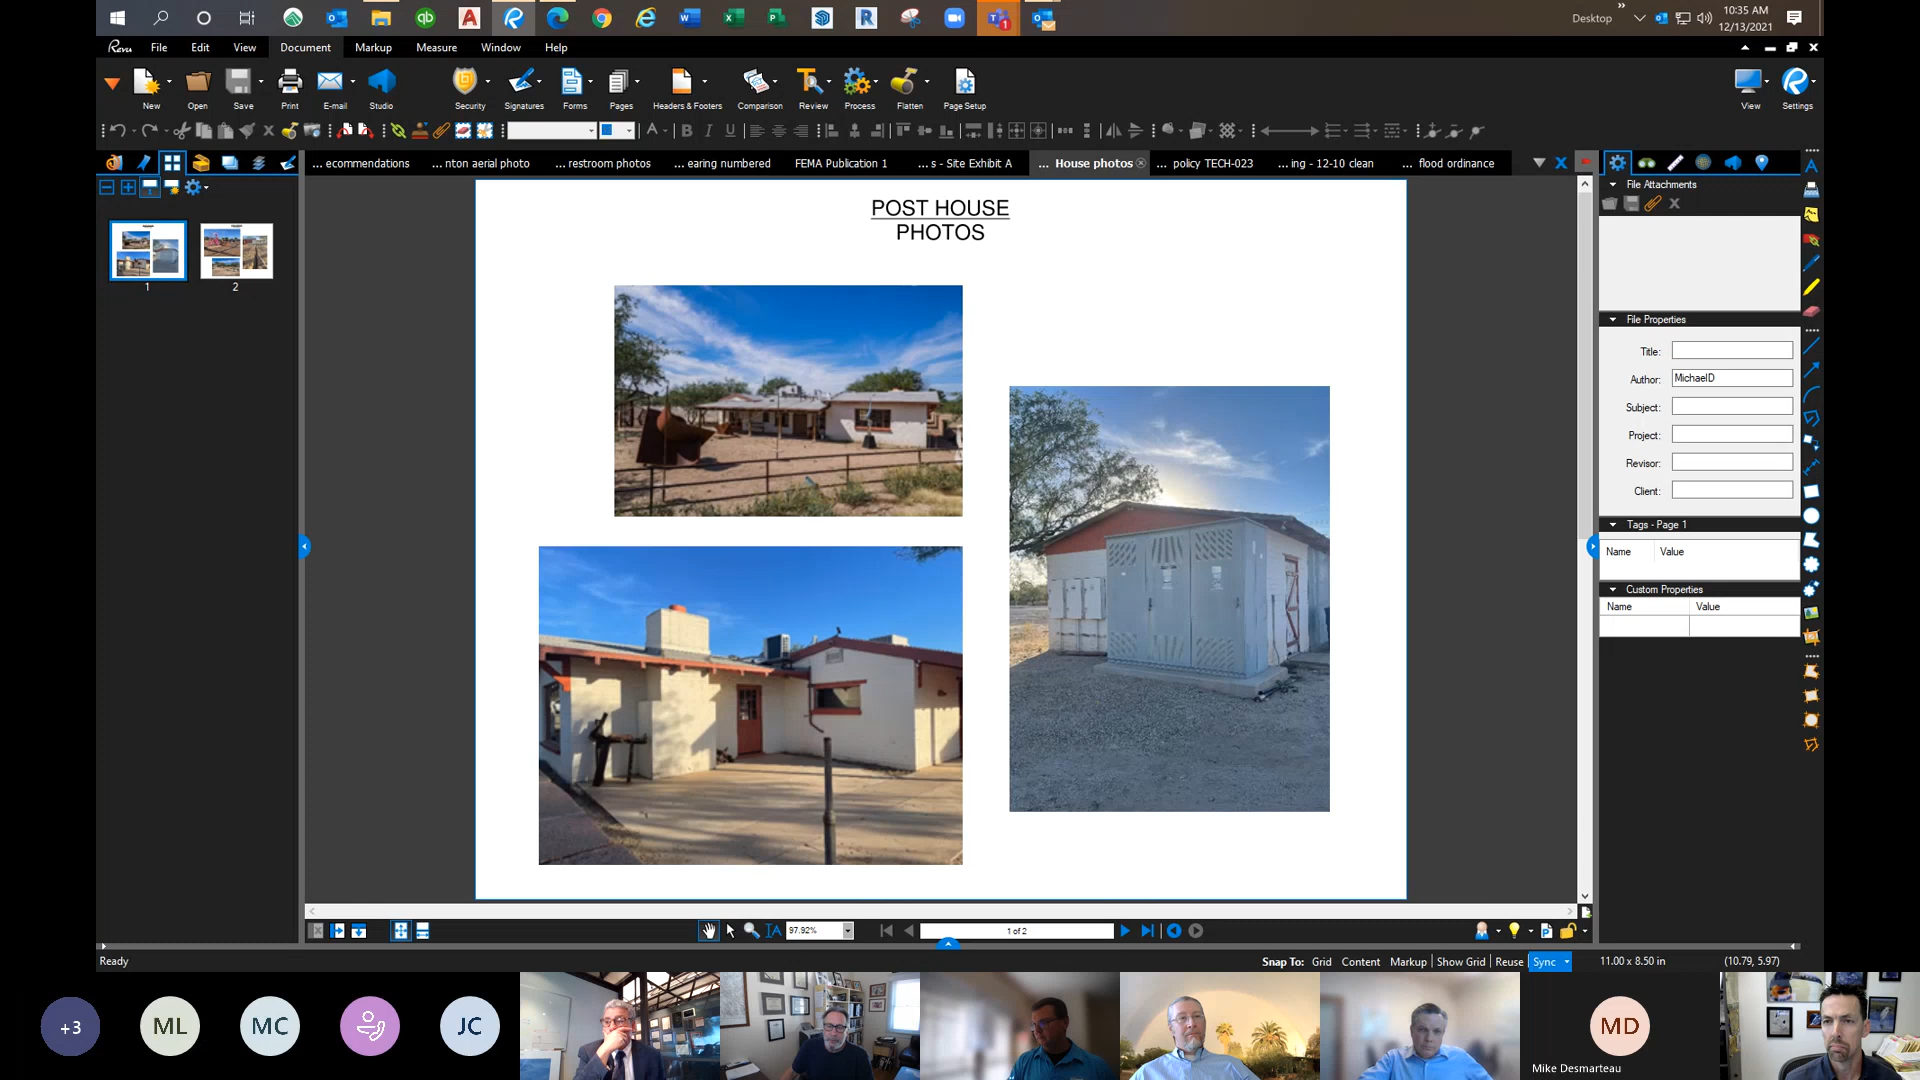 Desktop
»
10:35 AM
12/13/2021
Revu File Edit View Document Markup Measure Window Help
New Open Save Print E-mail Studio Security Signatures Forms Pages Headers & Footers Comparison Review Process Flatten Page Setup View Settings
... ecommendations ... nton aerial photo ... restroom photos ... earing numbered FEMA Publication 1 ... s - Site Exhibit A ... House photos ... policy TECH-023 ... ing - 12-10 clean ... flood ordinance
File Attachments
POST HOUSE
PHOTOS
1
2
File Properties
Title:
Author: MichaelD
Subject:
Project:
Revisor:
Client:
Tags - Page 1
Name Value
Custom Properties
Name Value
97.92%
1 of 2
Ready
Snap To: Grid Content Markup Show Grid Reuse Sync 11.00 x 8.50 in (10.79, 5.97)
+3
ML
MC
JC
MD
Mike Desmarteau